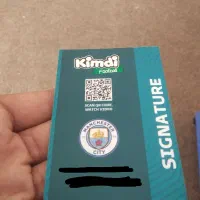 Kimdi
Football
SCAN QR CODE
WATCH VIDEO
MANCHESTER
CITY
SIGNATURE